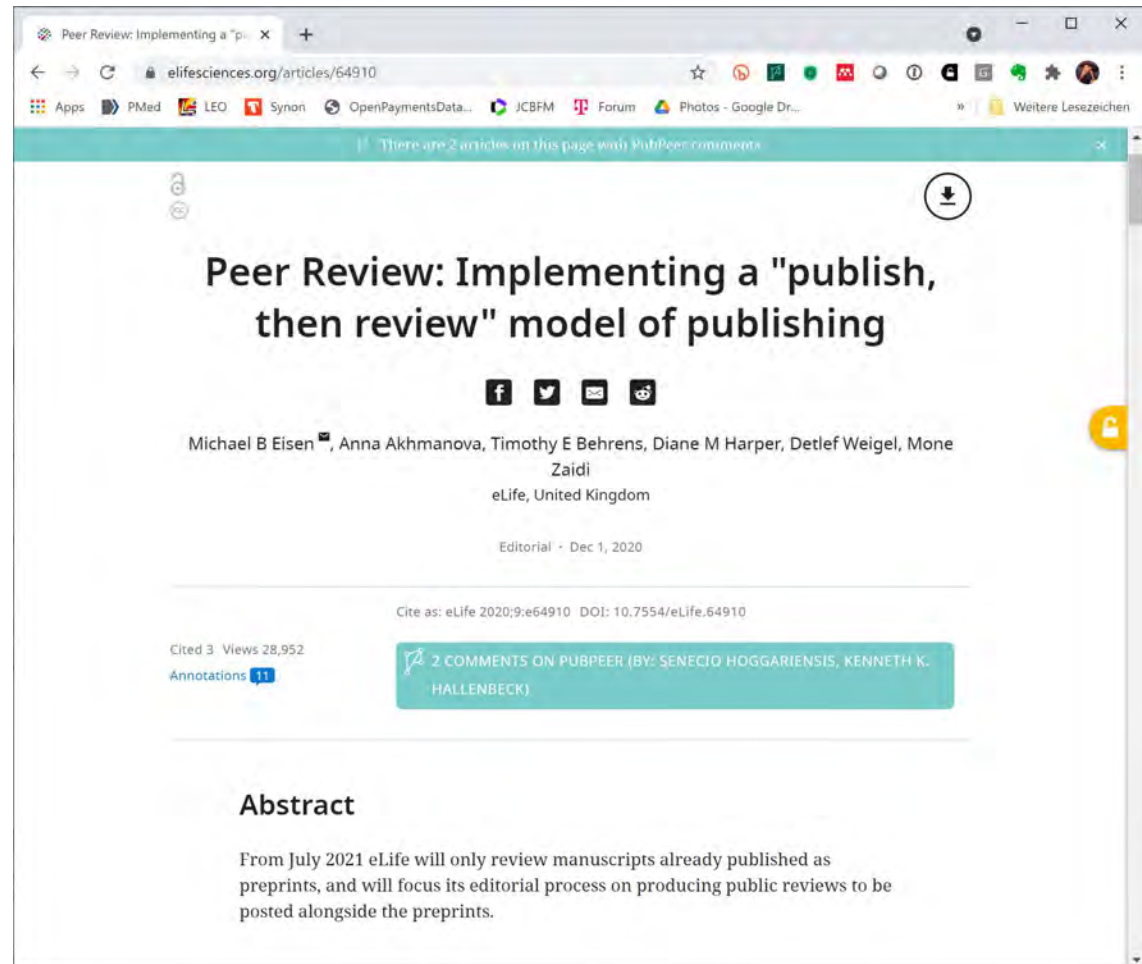 Peer Review: Implementing a "p
elifesciences.org/articles/64910
Apps PMed LEO Synon OpenPaymentsData... JCBFM Forum Photos - Google Dr... » Weitere Lesezeichen
There are 2 articles on this page with PubPeer comments
Peer Review: Implementing a "publish,
then review" model of publishing
Michael B Eisen, Anna Akhmanova, Timothy E Behrens, Diane M Harper, Detlef Weigel, Mone
Zaidi
eLife, United Kingdom
Editorial · Dec 1, 2020
Cite as: eLife 2020;9:e64910 DOI: 10.7554/eLife.64910
Cited 3 Views 28,952
Annotations 11
2 COMMENTS ON PUBPEER (BY: SENECIO HOGGARIENSIS, KENNETH K.
HALLENBECK)
Abstract
From July 2021 eLife will only review manuscripts already published as
preprints, and will focus its editorial process on producing public reviews to be
posted alongside the preprints.